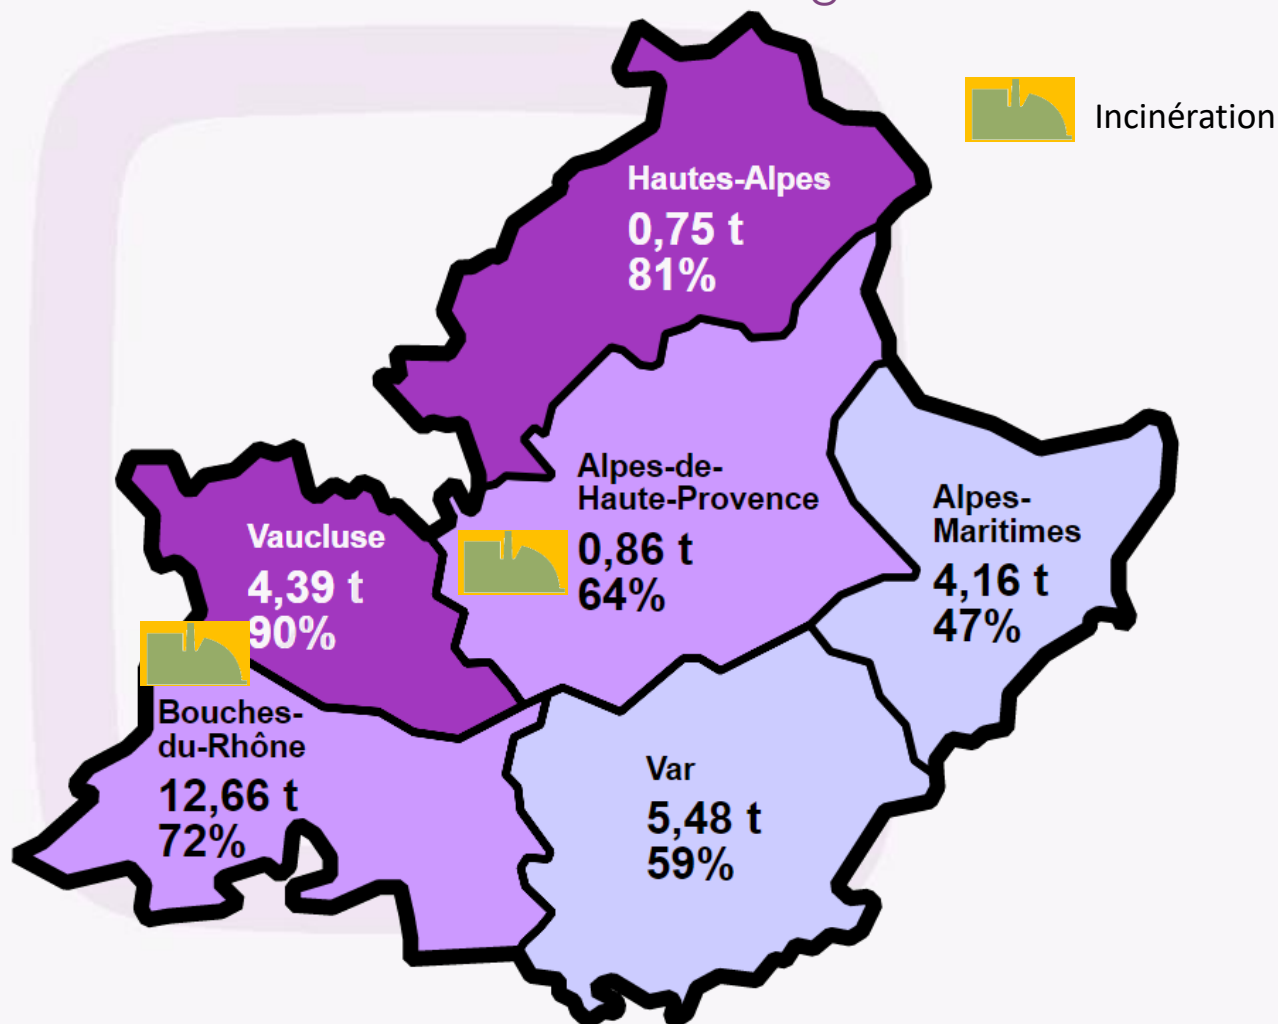 Incinération
Hautes-Alpes
0,75 t
81%
Alpes-de-
Haute-Provence
0,86 t
64%
Alpes-
Maritimes
4,16 t
47%
Vaucluse
4,39 t
90%
Bouches-
du-Rhône
12,66 t
72%
Var
5,48 t
59%